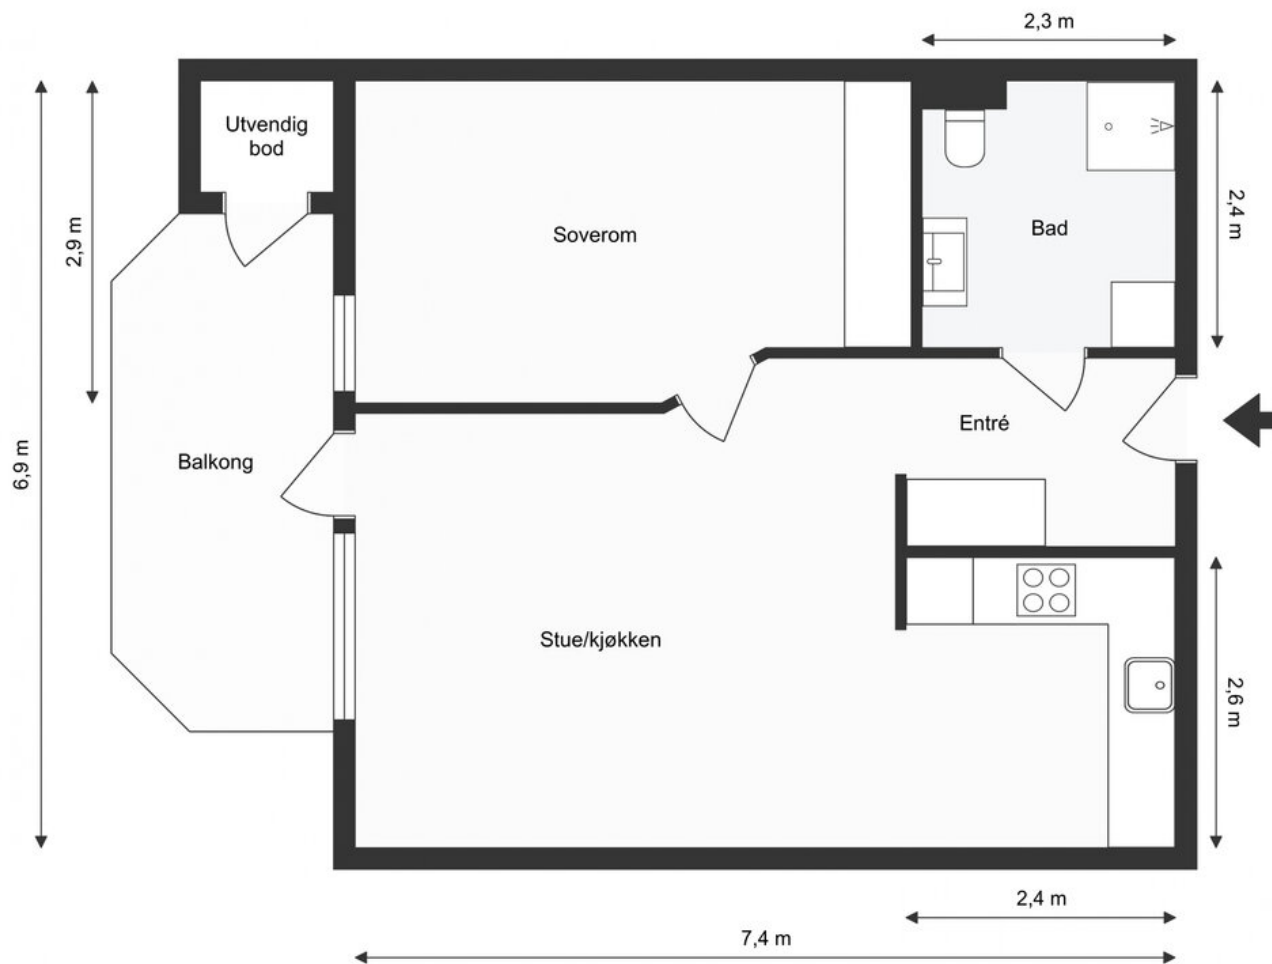 2,3 m
Utvendig
bod
2,9 m
Soverom
Bad
2,4 m
6,9 m
Balkong
Entré
Stue/kjøkken
2,6 m
2,4 m
7,4 m